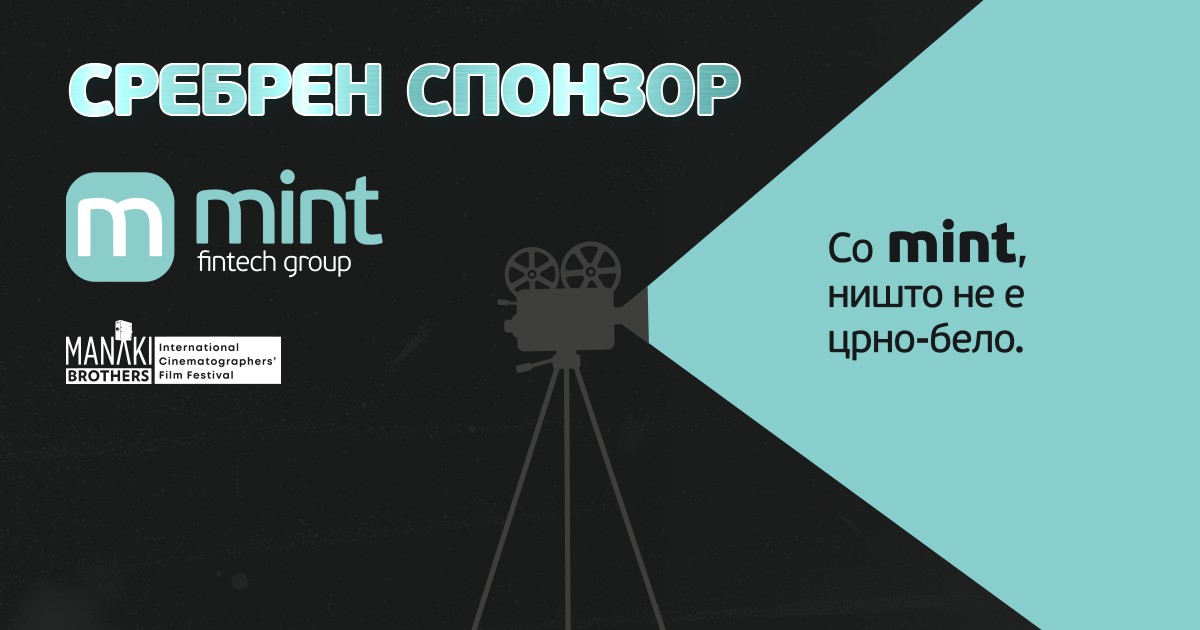 СРЕБРЕН СПОНЗОР
m mint
fintech group
MANAKI
BROTHERS
International
Cinematographers'
Film Festival
Со mint,
ништо не е
црно-бело.